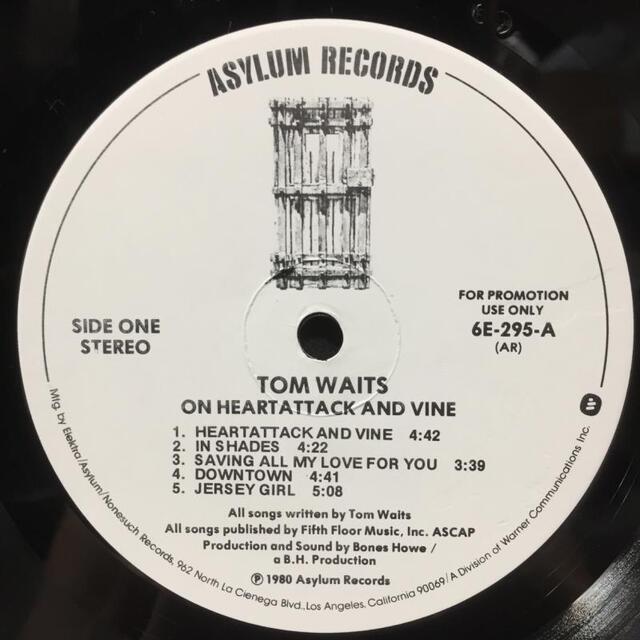 ASYLUM RECORDS
SIDE ONE
STEREO
FOR PROMOTION
USE ONLY
6E-295-A
(AR)
TOM WAITS
ON HEARTATTACK AND VINE
1. HEARTATTACK AND VINE 4:42
2. IN SHADES 4:22
3. SAVING ALL MY LOVE FOR YOU 3:39
4. DOWNTOWN 4:41
5. JERSEY GIRL 5:08
All songs written by Tom Waits
All songs published by Fifth Floor Music, Inc. ASCAP
Production and Sound by Bones Howe /
a B.H. Production
Ⓟ 1980 Asylum Records
Mfg. by Elektra/Asylum/Nonesuch Records, 962 North La Cienega Blvd., Los Angeles, California 90069/A Division of Warner Communications Inc.